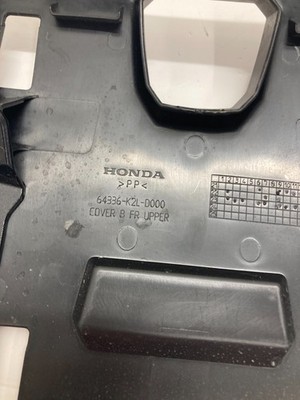 HONDA
>PP<
64336-K2L-D000
COVER B FR UPPER